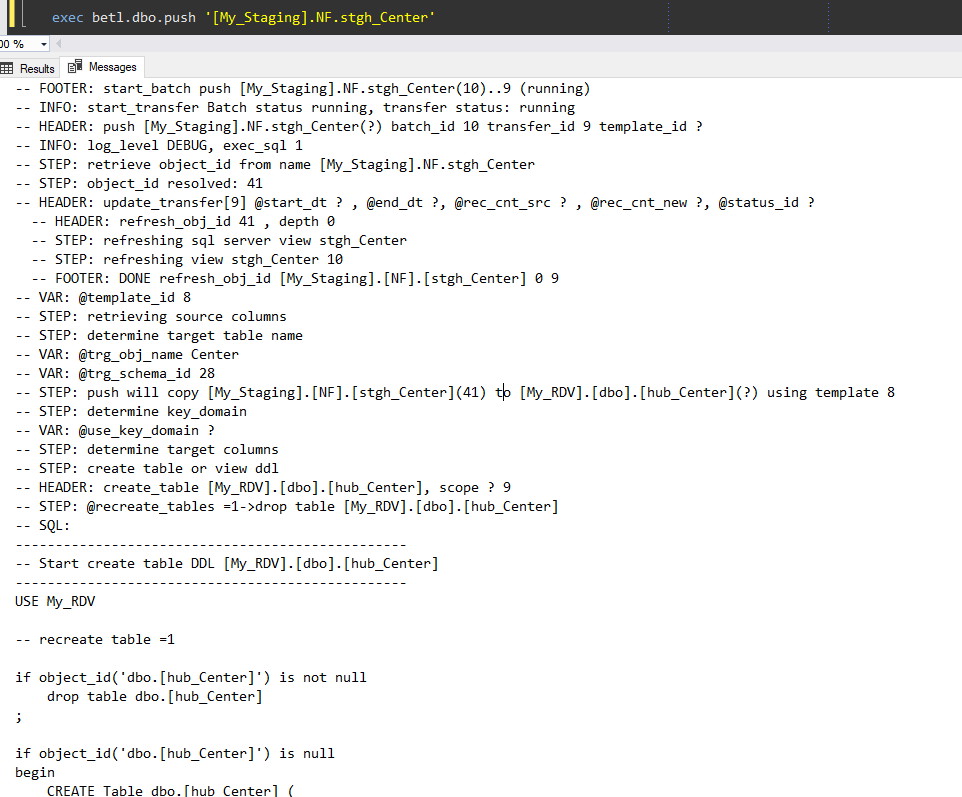 exec betl.dbo.push '[My_Staging].NF.stgh_Center'
00 %
Results Messages
-- FOOTER: start_batch push [My_Staging].NF.stgh_Center(10)..9 (running)
-- INFO: start_transfer Batch status running, transfer status: running
-- HEADER: push [My_Staging].NF.stgh_Center(?) batch_id 10 transfer_id 9 template_id ?
-- INFO: log_level DEBUG, exec_sql 1
-- STEP: retrieve object_id from name [My_Staging].NF.stgh_Center
-- STEP: object_id resolved: 41
-- HEADER: update_transfer[9] @start_dt ? , @end_dt ?, @rec_cnt_src ? , @rec_cnt_new ?, @status_id ?
-- HEADER: refresh_obj_id 41 , depth 0
-- STEP: refreshing sql server view stgh_Center
-- STEP: refreshing view stgh_Center 10
-- FOOTER: DONE refresh_obj_id [My_Staging].[NF].[stgh_Center] 0 9
-- VAR: @template_id 8
-- STEP: retrieving source columns
-- STEP: determine target table name
-- VAR: @trg_obj_name Center
-- VAR: @trg_schema_id 28
-- STEP: push will copy [My_Staging].[NF].[stgh_Center](41) to [My_RDV].[dbo].[hub_Center](?) using template 8
-- STEP: determine key_domain
-- VAR: @use_key_domain ?
-- STEP: determine target columns
-- STEP: create table or view ddl
-- HEADER: create_table [My_RDV].[dbo].[hub_Center], scope ? 9
-- STEP: @recreate_tables =1->drop table [My_RDV].[dbo].[hub_Center]
-- SQL:
-------------------------------------------------
-- Start create table DDL [My_RDV].[dbo].[hub_Center]
-------------------------------------------------
USE My_RDV
-- recreate table =1
if object_id('dbo.[hub_Center]') is not null
drop table dbo.[hub_Center]
;
if object_id('dbo.[hub_Center]') is null
begin
CREATE Table dbo.[hub_Center] (